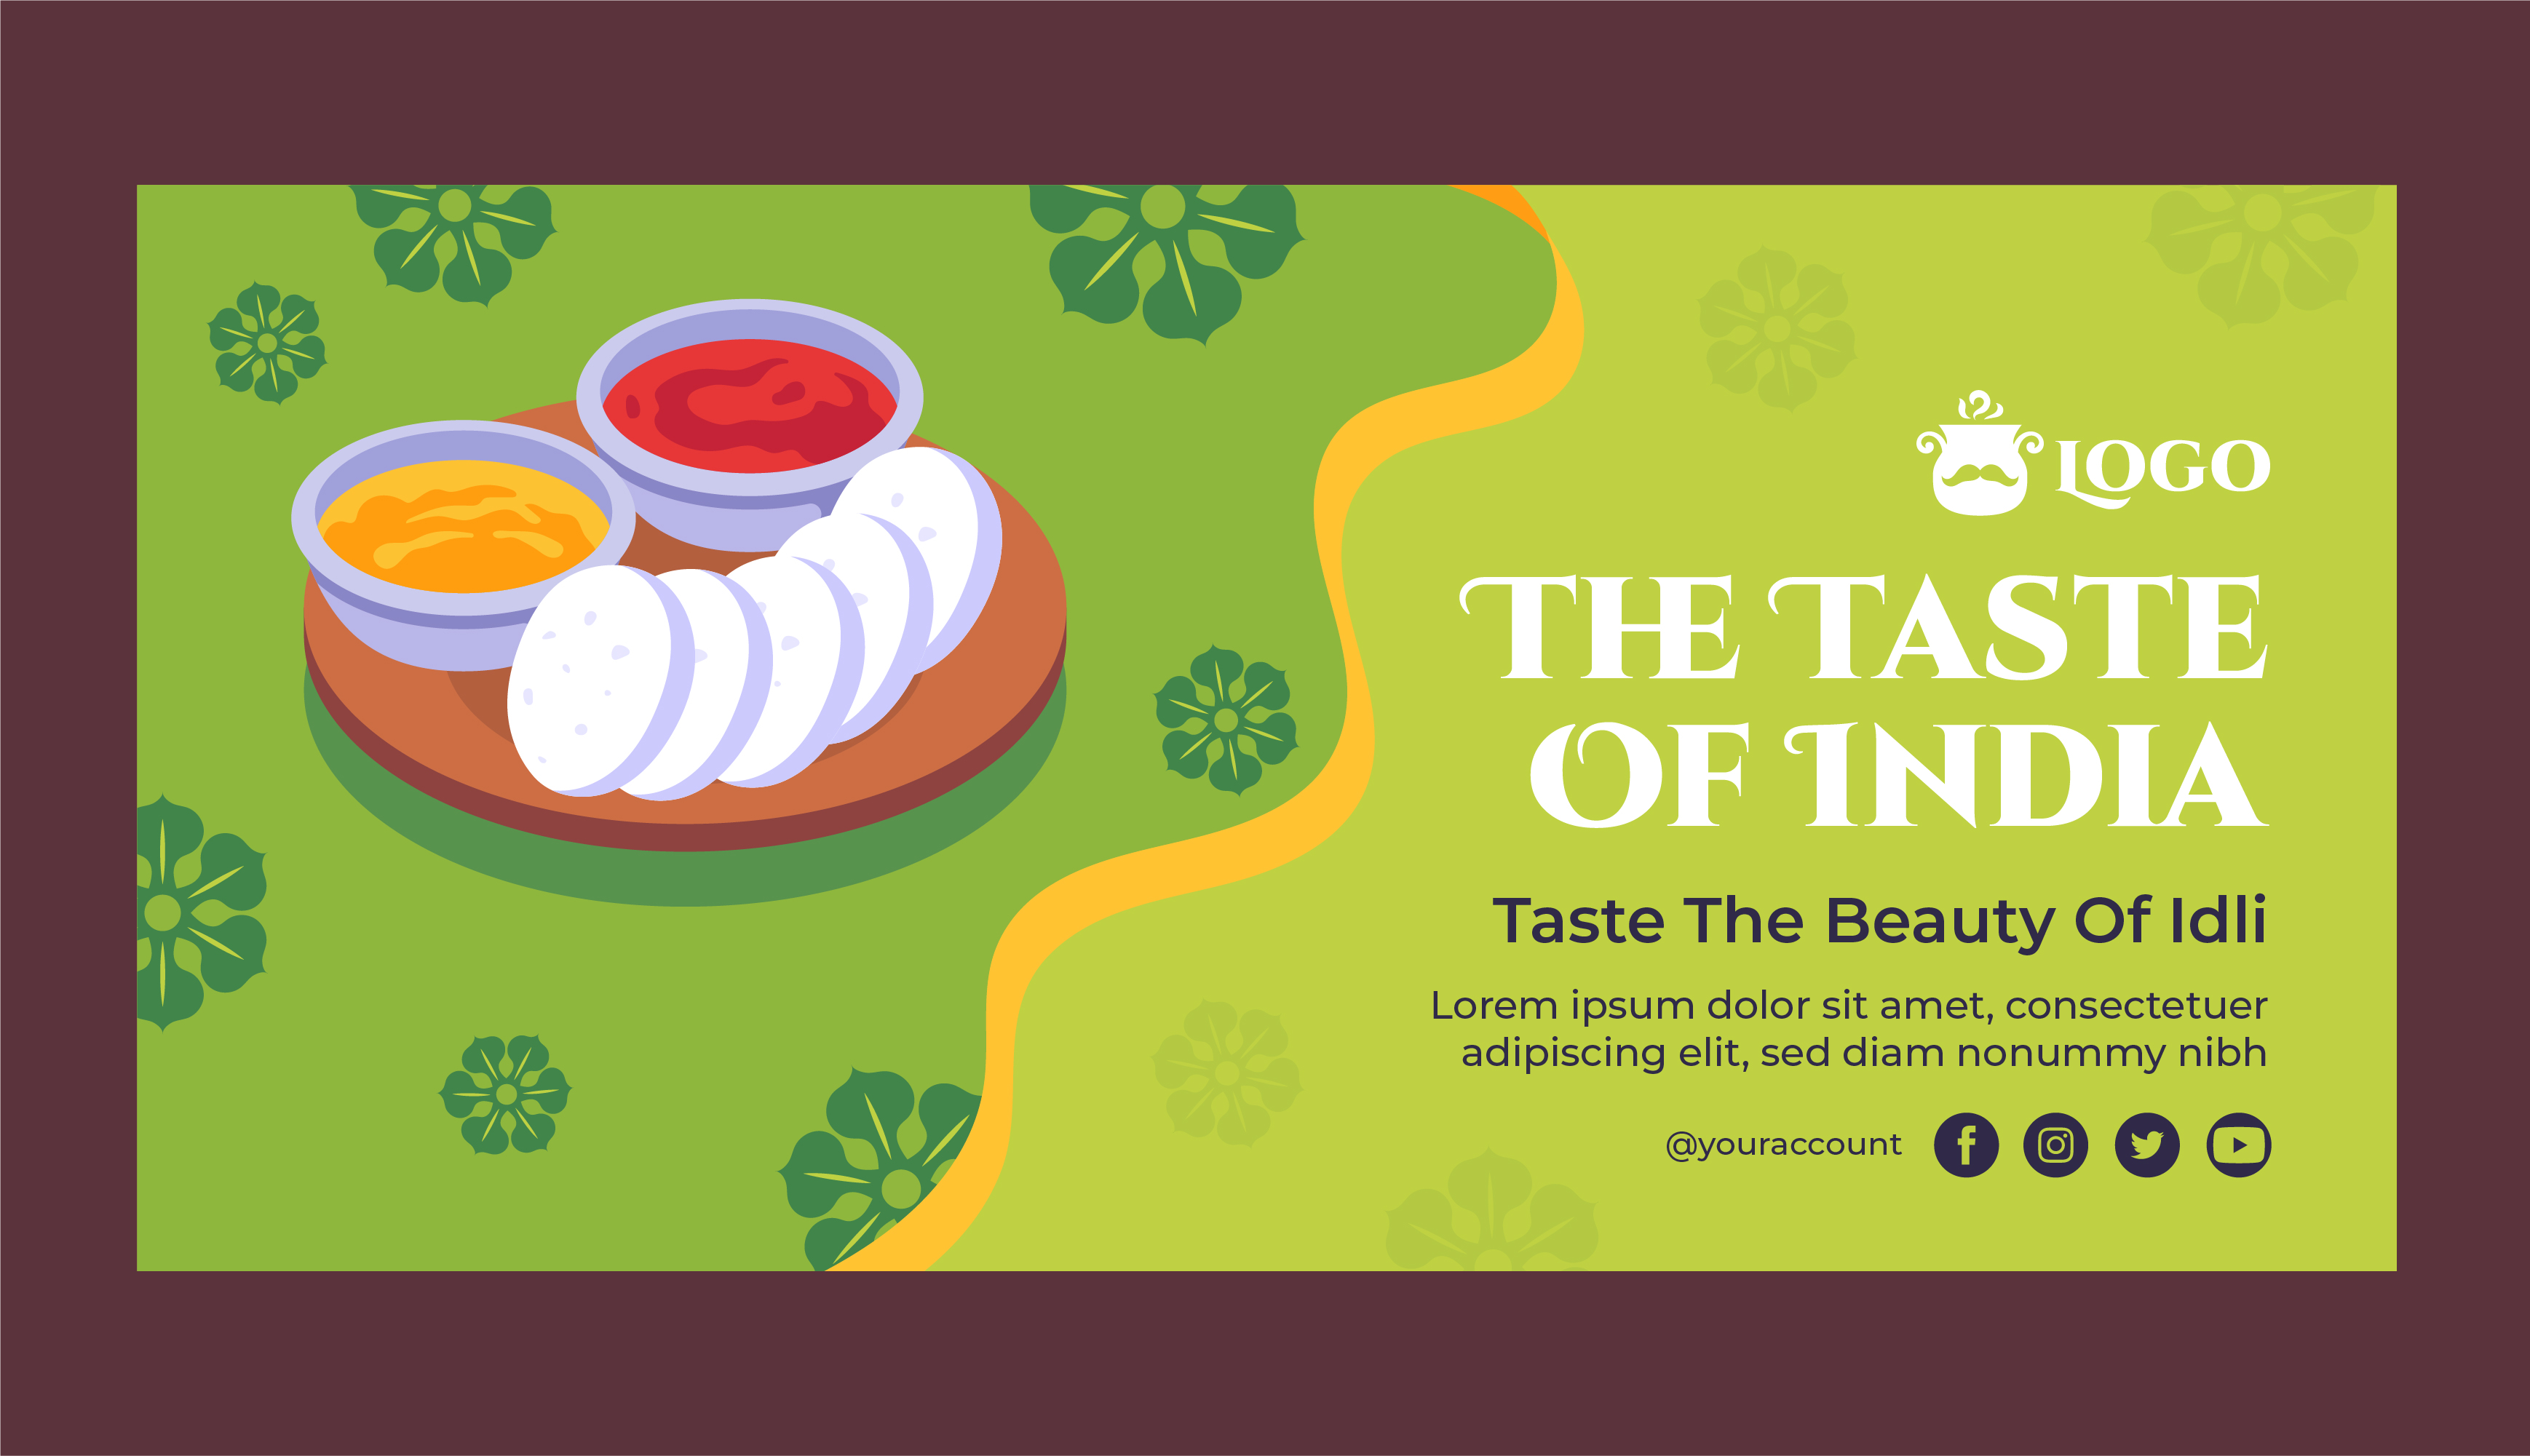 LOGO
THE TASTE
OF INDIA
Taste The Beauty Of Idli
Lorem ipsum dolor sit amet, consectetuer
adipiscing elit, sed diam nonummy nibh
@youraccount